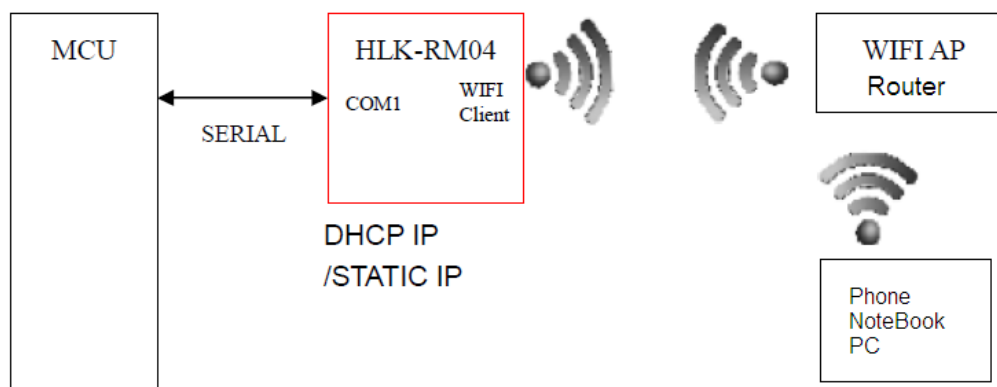 MCU
SERIAL
HLK-RM04
COM1
WIFI
Client
DHCP IP
/STATIC IP
WIFI AP
Router
Phone
NoteBook
PC